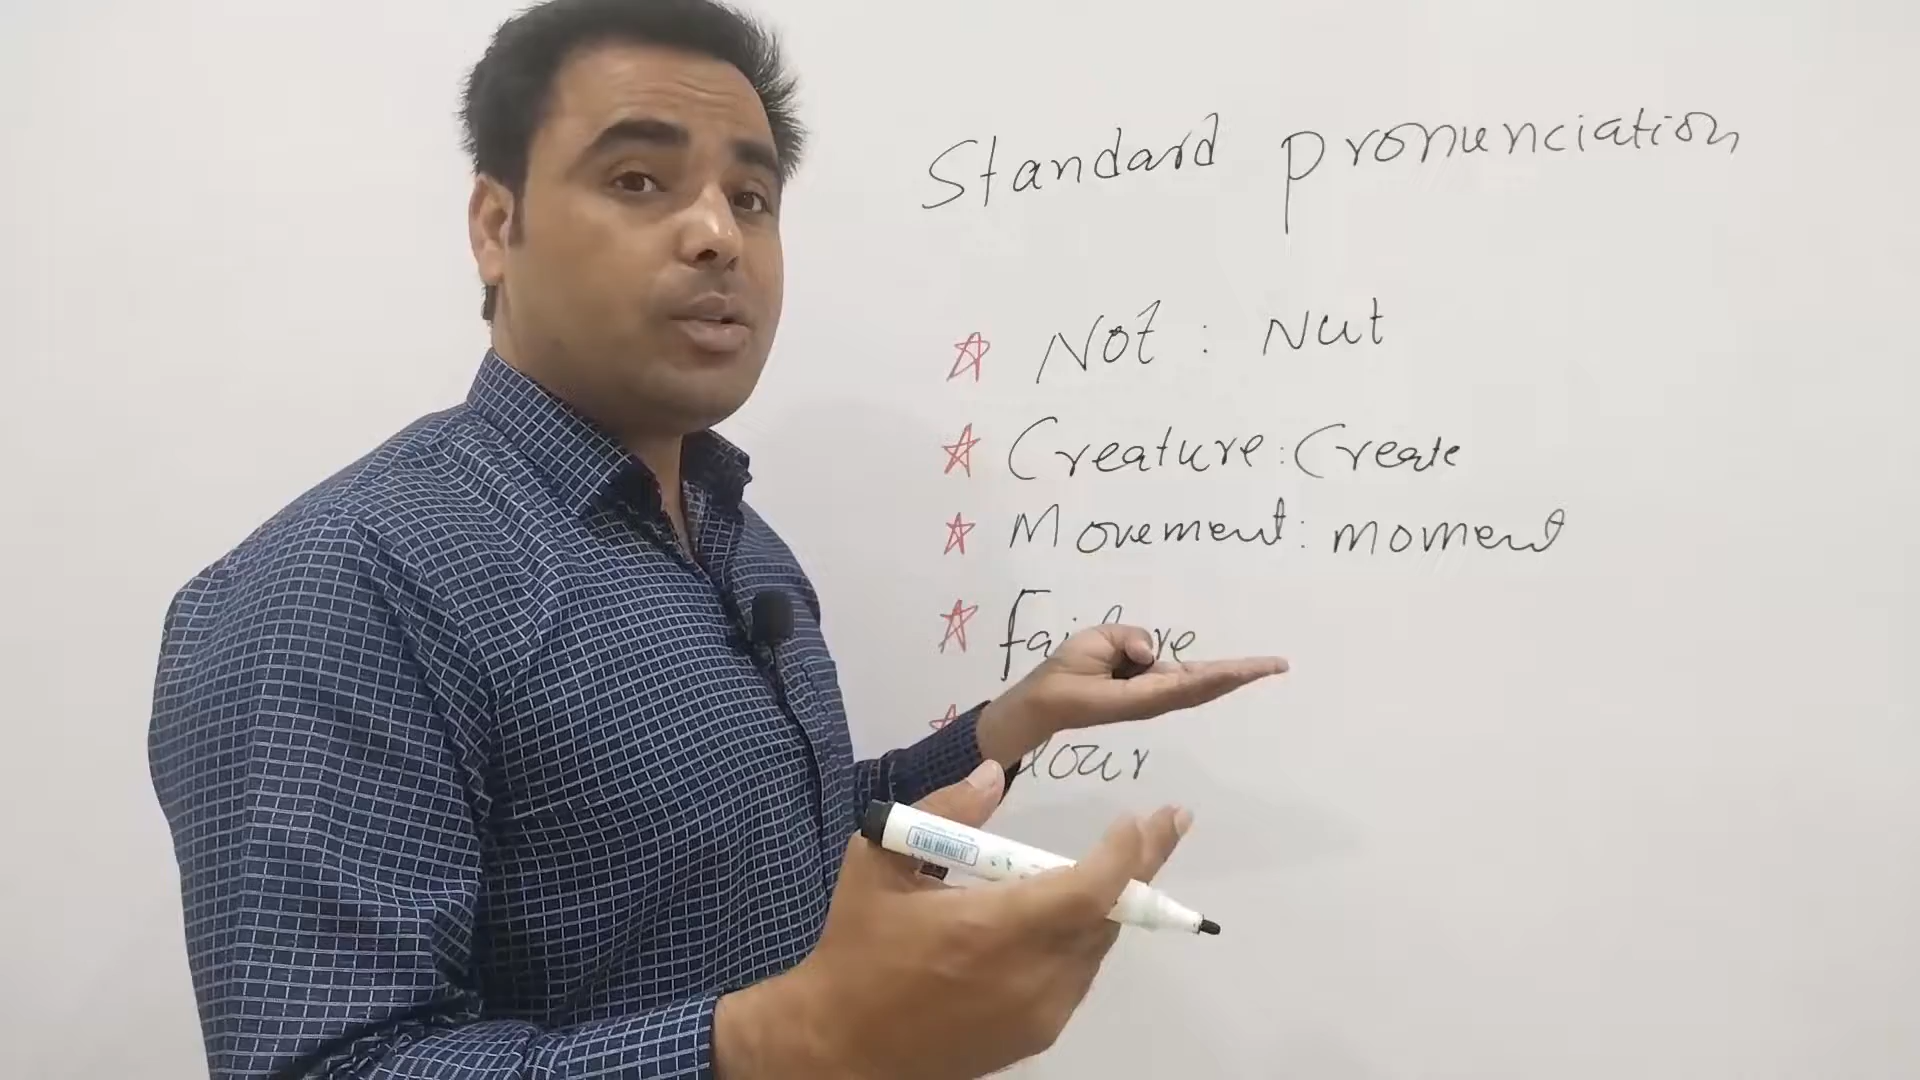 Standard pronunciation
Not : Nut
Creature : Create
Movement : moment